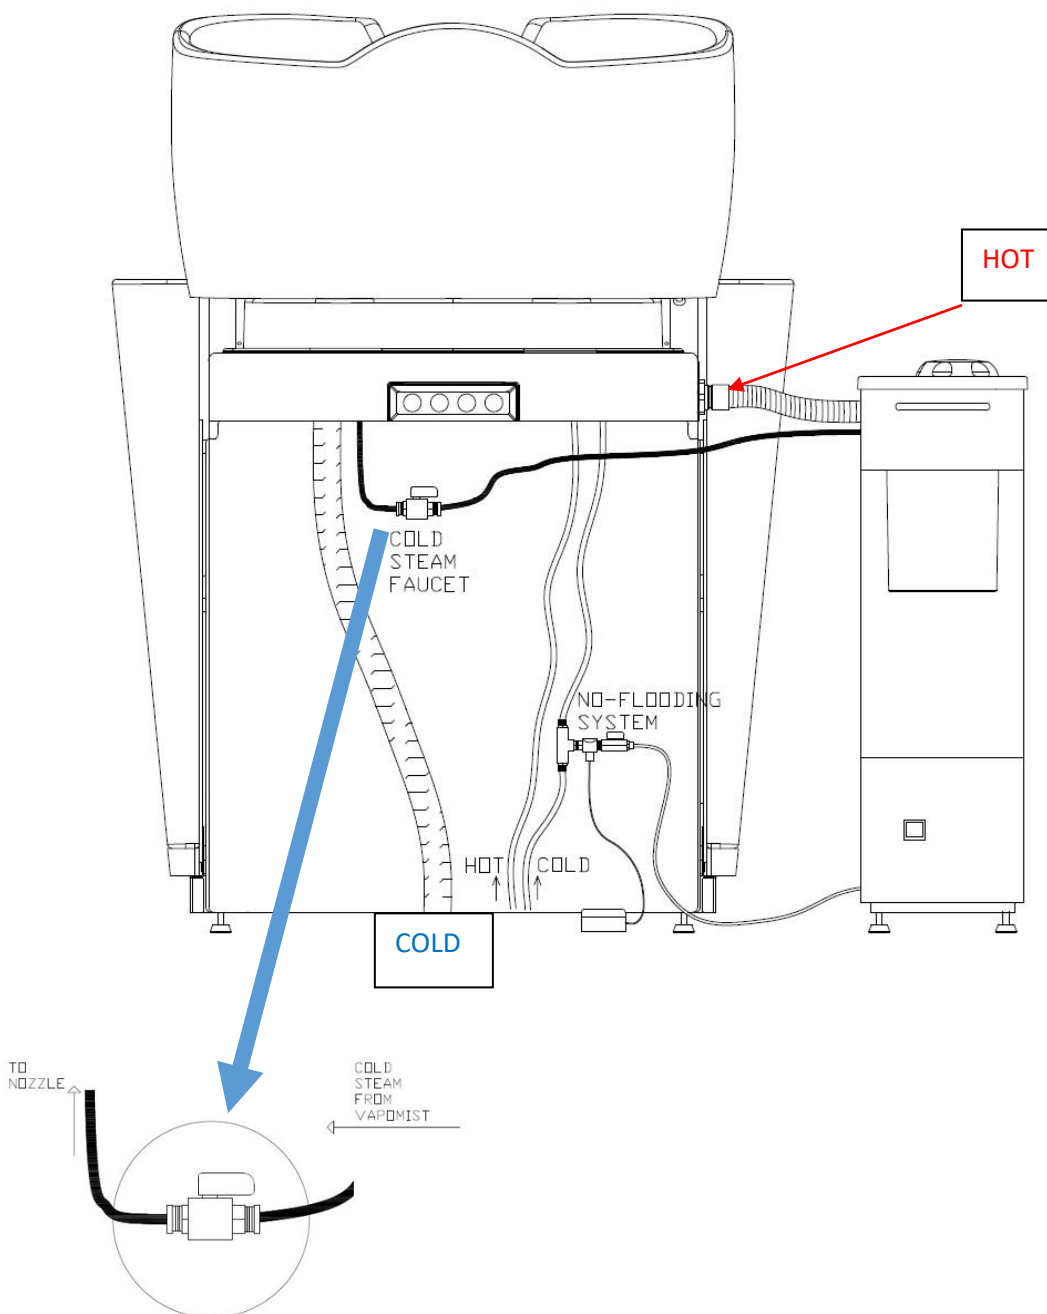 HOT
COLD
STEAM
FAUCET
NO-FLOODING
SYSTEM
HOT
COLD
COLD
TO
NOZZLE
COLD
STEAM
FROM
VAPOMIST